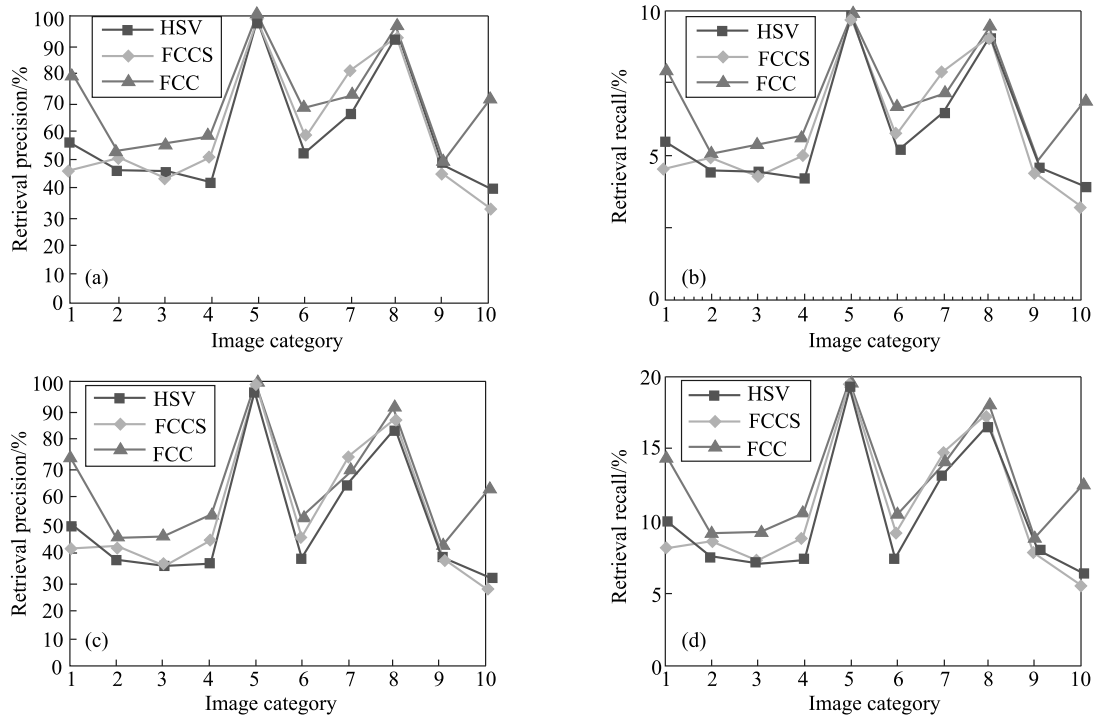 100
90
80
70
60
50
40
30
20
10
0
Retrieval precision/%
HSV
FCCS
FCC
(a)
1 2 3 4 5 6 7 8 9 10
Image category
10
5
0
Retrieval recall/%
HSV
FCCS
FCC
(b)
1 2 3 4 5 6 7 8 9 10
Image category
100
90
80
70
60
50
40
30
20
10
0
Retrieval precision/%
HSV
FCCS
FCC
(c)
1 2 3 4 5 6 7 8 9 10
Image category
20
15
10
5
0
Retrieval recall/%
HSV
FCCS
FCC
(d)
1 2 3 4 5 6 7 8 9 10
Image category